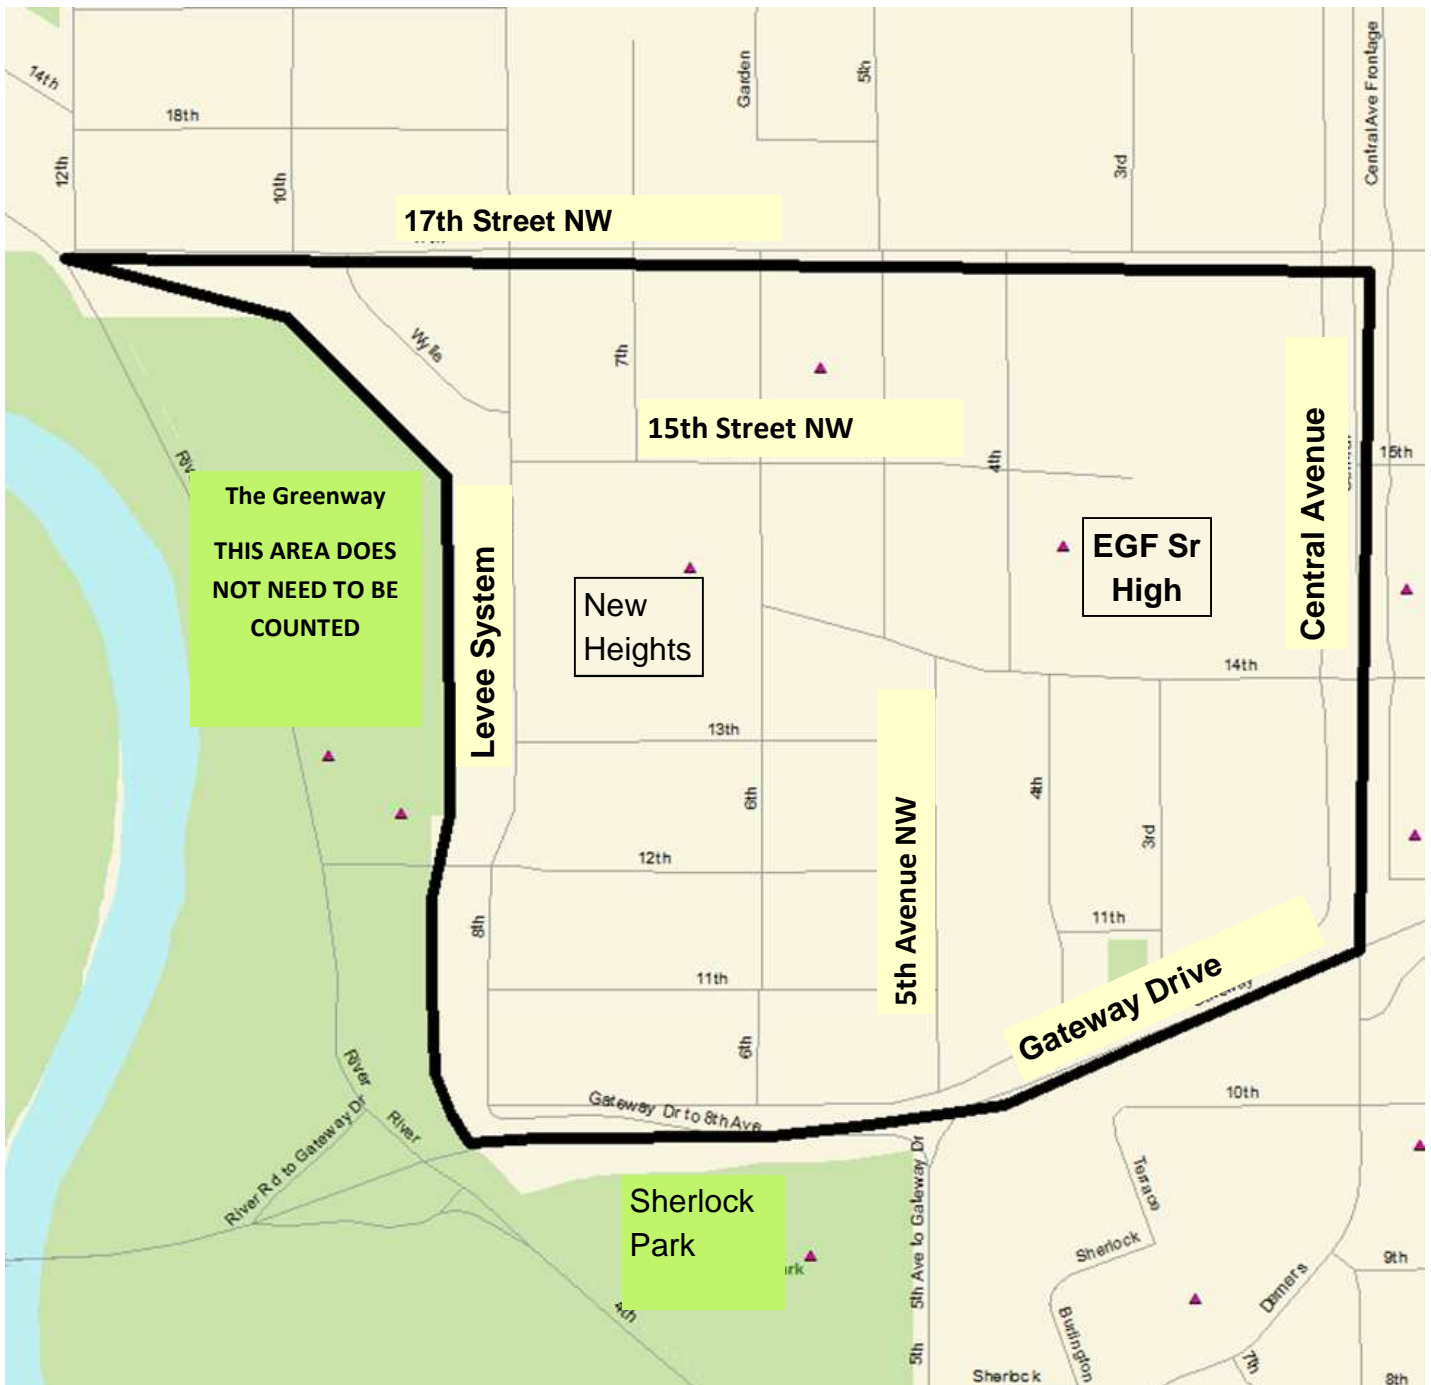 14th
18th
12th
10th
Garden
5th
3rd
Central Ave Frontage
17th Street NW
Wylie
7th
15th Street NW
4th
15th
Central Avenue
The Greenway
THIS AREA DOES
NOT NEED TO BE
COUNTED
Levee System
New
Heights
EGF Sr
High
14th
13th
6th
5th Avenue NW
4th
3rd
12th
8th
11th
11th
Gateway Drive
6th
Gateway Dr to 8th Ave
10th
River
River
River Rd to Gateway Dr
5th Ave to Gateway Dr
Terrace
Sherlock
Park
Sherlock
9th
Demers
4th
5th
Burlington
7th
Sherlock
8th